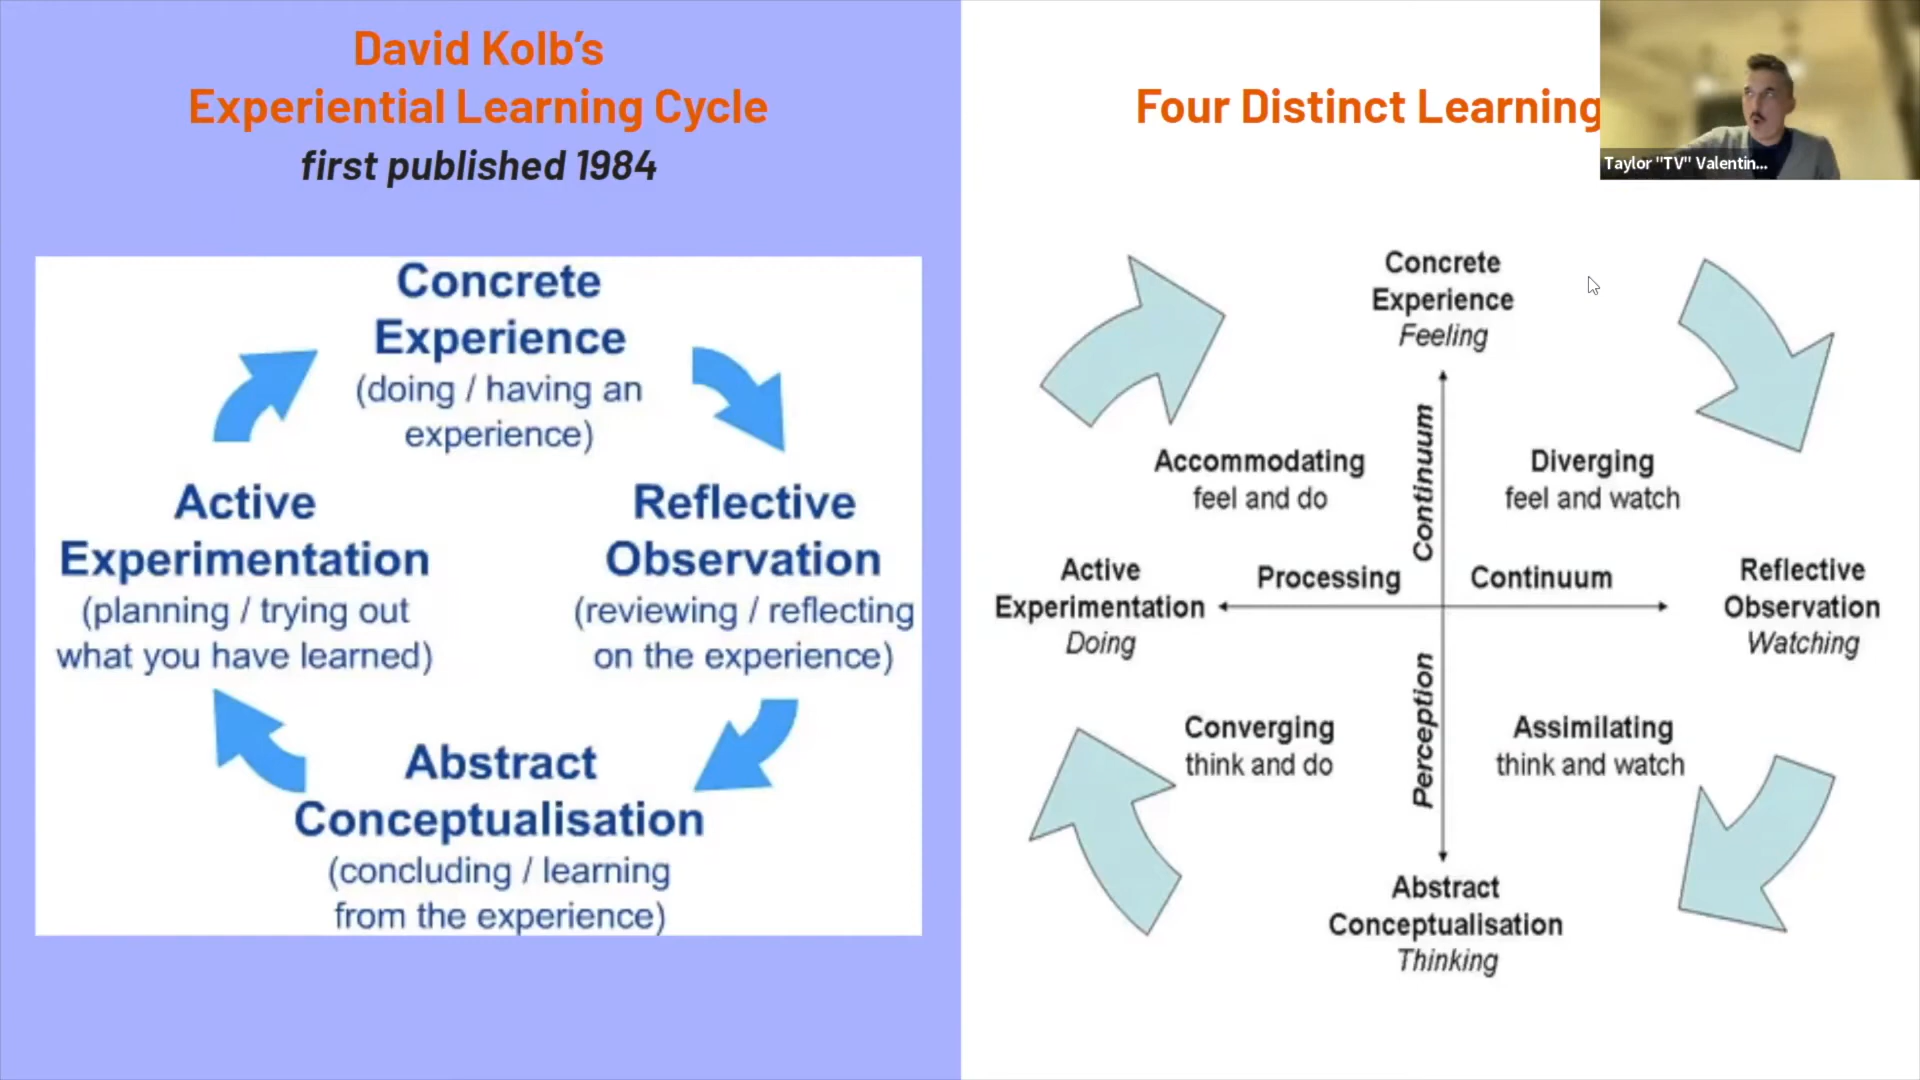 David Kolb's
Experiential Learning Cycle
first published 1984
Concrete
Experience
(doing / having an
experience)
Active
Experimentation
(planning / trying out
what you have learned)
Reflective
Observation
(reviewing / reflecting
on the experience)
Abstract
Conceptualisation
(concluding / learning
from the experience)
Four Distinct Learning
Taylor "TV" Valentin...
Concrete
Experience
Feeling
Accommodating
feel and do
Continuum
Diverging
feel and watch
Active
Experimentation
Doing
Processing
Continuum
Reflective
Observation
Watching
Converging
think and do
Perception
Assimilating
think and watch
Abstract
Conceptualisation
Thinking